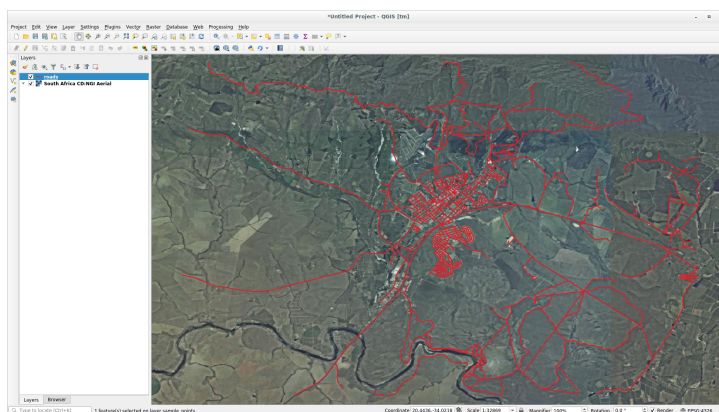 *Untitled Project - QGIS [tm]
Project Edit View Layer Settings Plugins Vector Raster Database Web Processing Help
Layers
roads
South Africa CD:NGI Aerial
Layers Browser
Type to locate (Ctrl+K) 3 feature(s) selected on layer sample_points. Coordinate 20.4436,-34.0218 Scale 1:32869 Magnifier 100% Rotation 0.0 ° Render EPSG:4326